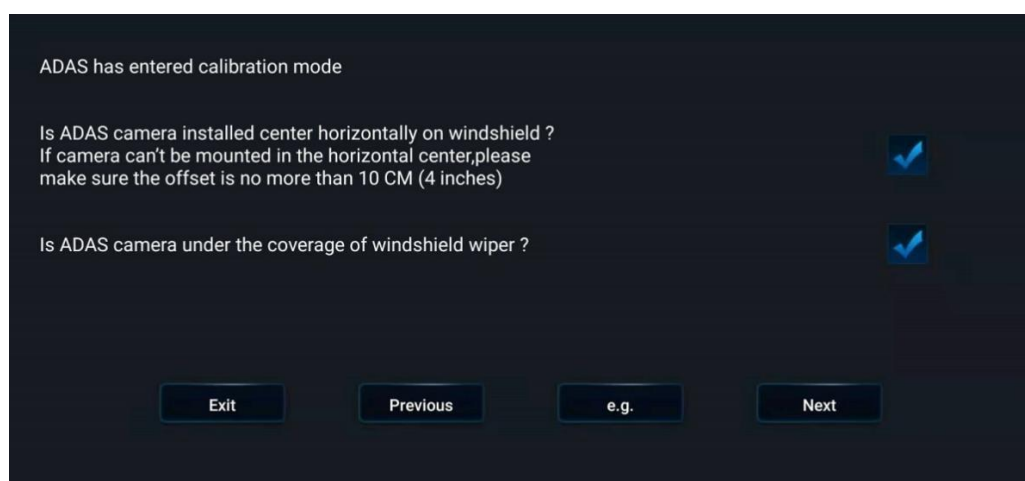 ADAS has entered calibration mode
Is ADAS camera installed center horizontally on windshield ?
If camera can't be mounted in the horizontal center,please
make sure the offset is no more than 10 CM (4 inches)
Is ADAS camera under the coverage of windshield wiper ?
Exit Previous e.g. Next